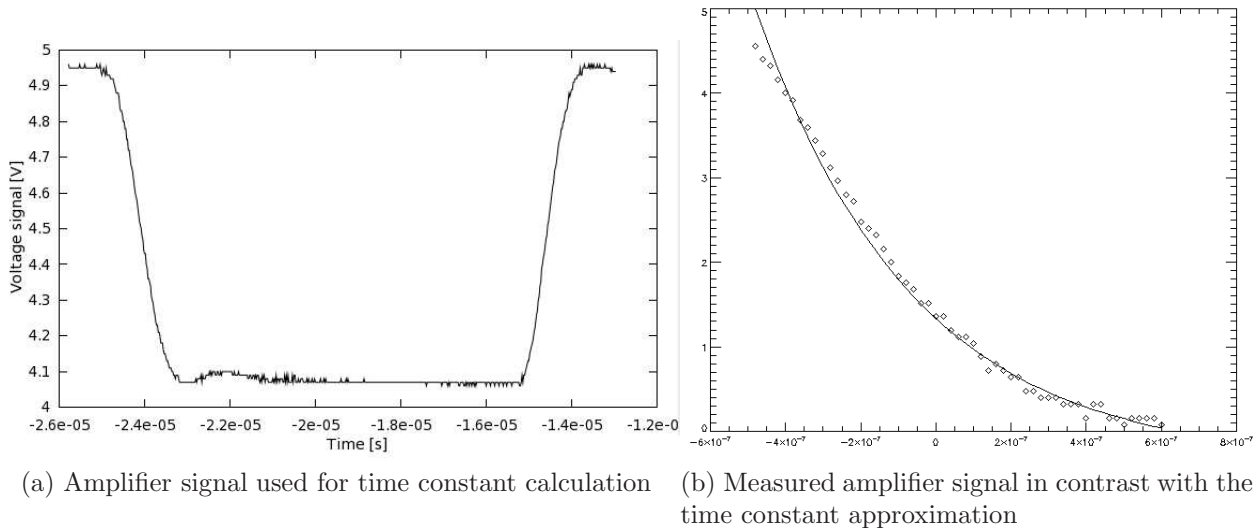 5
4.9
4.8
4.7
4.6
4.5
4.4
4.3
4.2
4.1
4
Voltage signal [V]
-2.6e-05 -2.4e-05 -2.2e-05 -2e-05 -1.8e-05 -1.6e-05 -1.4e-05 -1.2e-0
Time [s]
(a) Amplifier signal used for time constant calculation
5
4
3
2
1
0
−6×10⁻⁷ −4×10⁻⁷ −2×10⁻⁷ 0 2×10⁻⁷ 4×10⁻⁷ 6×10⁻⁷ 8×10⁻⁷
(b) Measured amplifier signal in contrast with the
time constant approximation